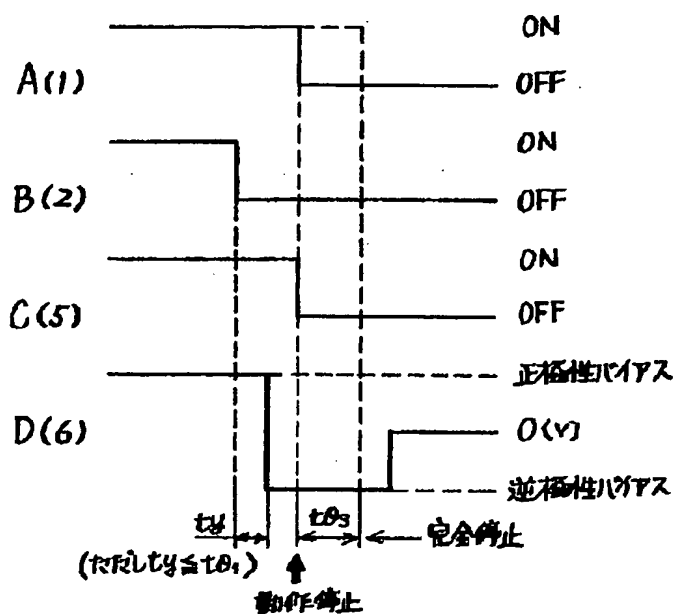 ON
A(1) OFF
ON
B(2) OFF
ON
C(5) OFF
正極性バイアス
D(6) 0(V)
逆極性バイアス
ty tθ₃ 完全停止
(ただしty≦tθ₁)
動作停止